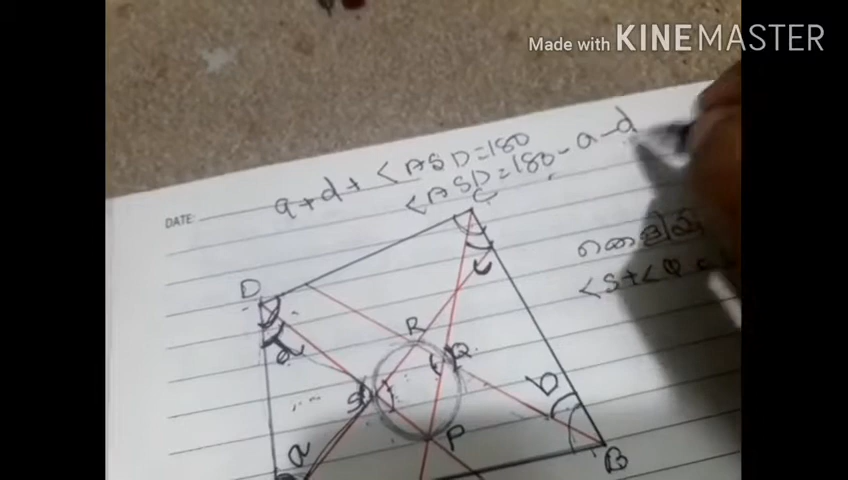 Made with KINEMASTER
a+d+<ASD=180
<ASD=180-a-d
DATE:
C
D
c
<S+<Q
R
d
Q
S
b
P
a
B